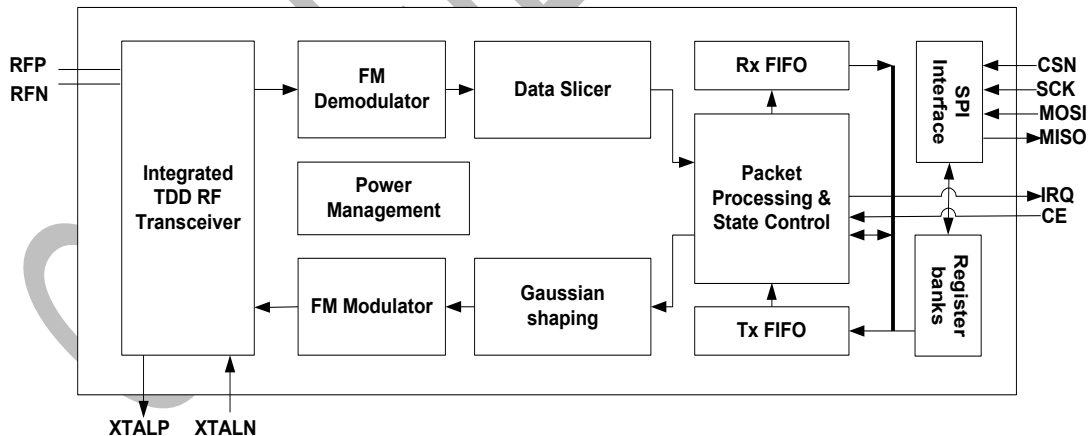 RFP
RFN
Integrated
TDD RF
Transceiver
FM
Demodulator
Data Slicer
Power
Management
FM Modulator
Gaussian
shaping
Rx FIFO
Packet
Processing &
State Control
Tx FIFO
SPI
Interface
Register
banks
CSN
SCK
MOSI
MISO
IRQ
CE
XTALP
XTALN